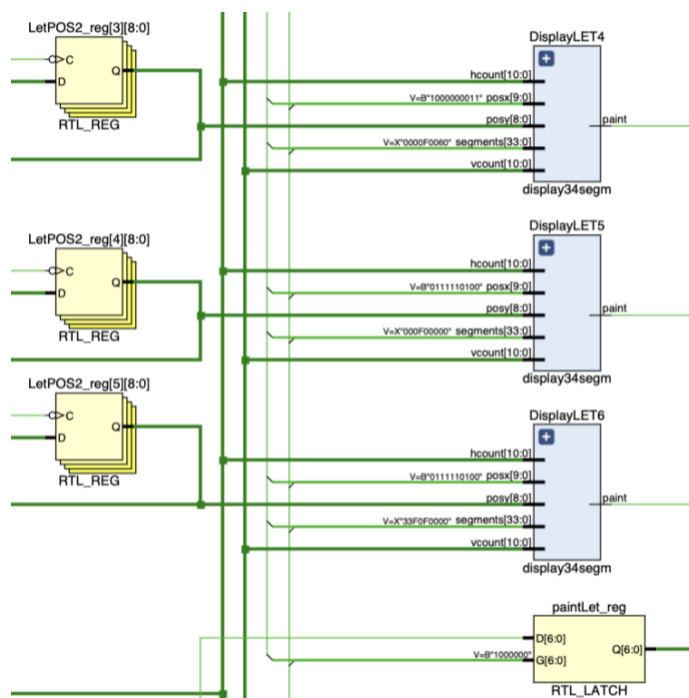 LetPOS2_reg[3][8:0]
C
D
Q
RTL_REG
DisplayLET4
hcount[10:0]
V=B"1000000011" posx[9:0]
posy[8:0]
V=X"0000F0060" segments[33:0]
vcount[10:0]
paint
display34segm
LetPOS2_reg[4][8:0]
C
D
Q
RTL_REG
DisplayLET5
hcount[10:0]
V=B"0111110100" posx[9:0]
posy[8:0]
V=X"000F00000" segments[33:0]
vcount[10:0]
paint
display34segm
LetPOS2_reg[5][8:0]
C
D
Q
RTL_REG
DisplayLET6
hcount[10:0]
V=B"0111110100" posx[9:0]
posy[8:0]
V=X"33F0F0000" segments[33:0]
vcount[10:0]
paint
display34segm
paintLet_reg
D[6:0]
V=B"1000000" G[6:0]
Q[6:0]
RTL_LATCH